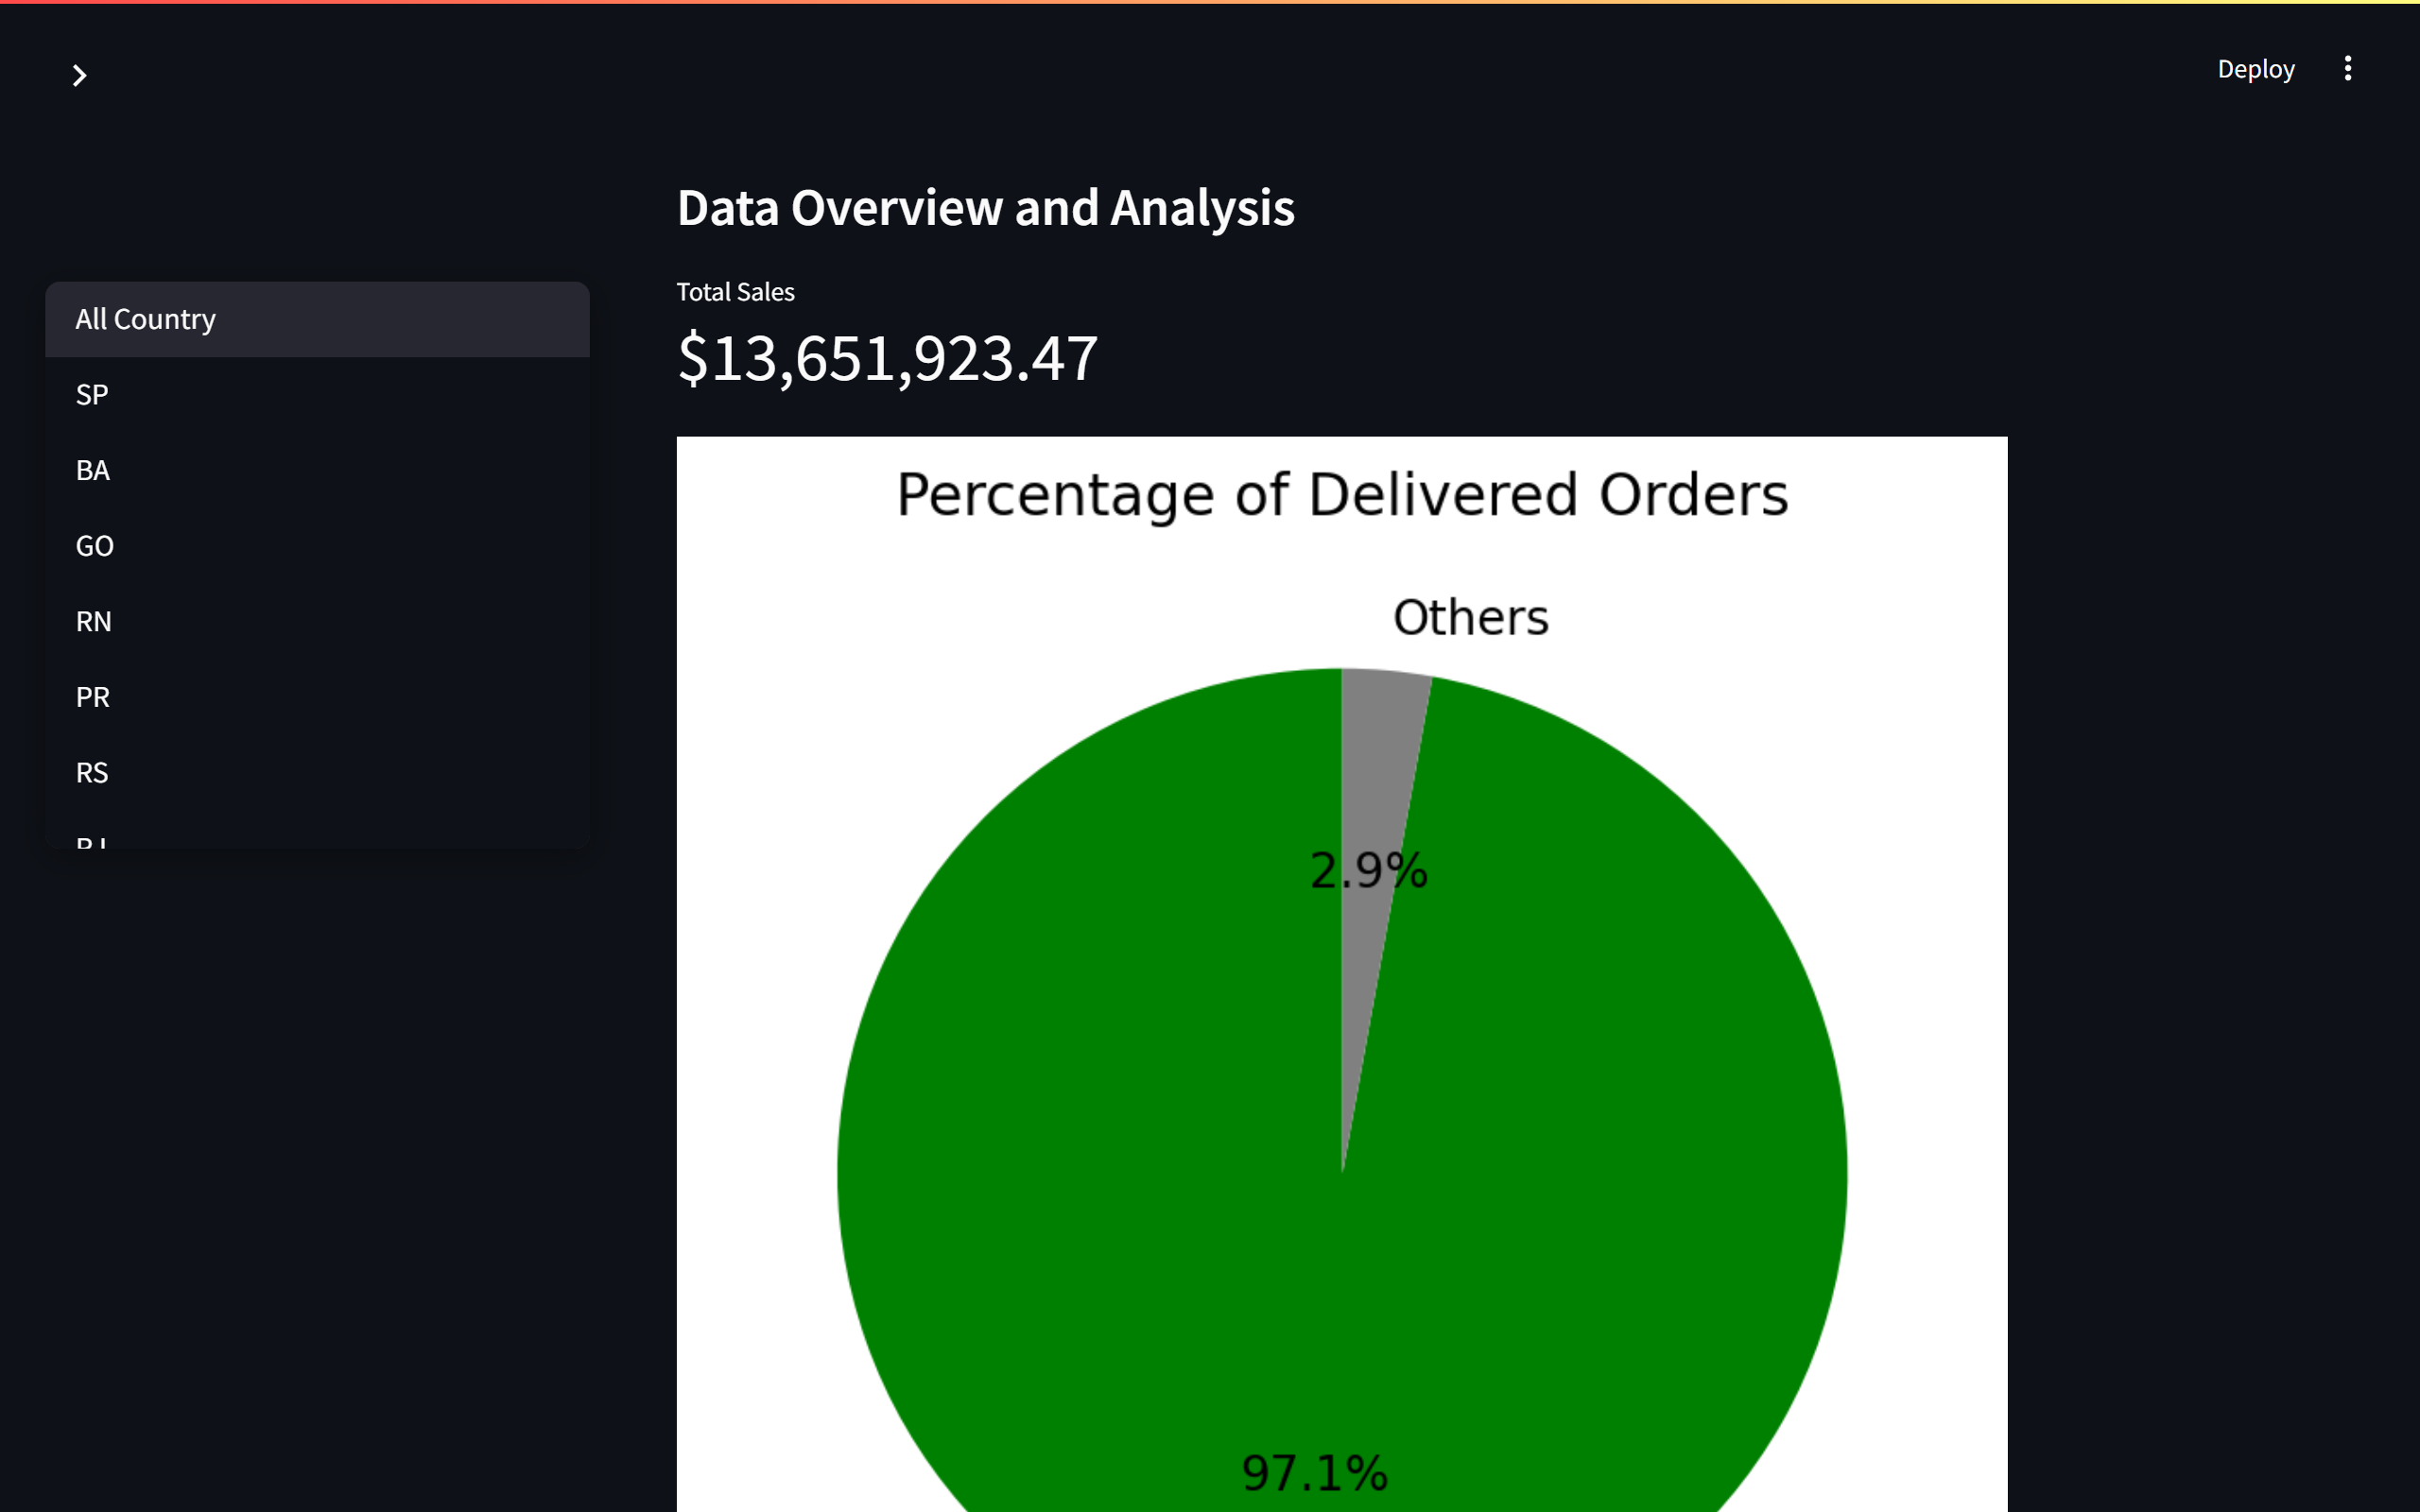 Deploy
Data Overview and Analysis
Total Sales
$13,651,923.47
All Country
SP
BA
GO
RN
PR
RS
Percentage of Delivered Orders
Others
2.9%
97.1%